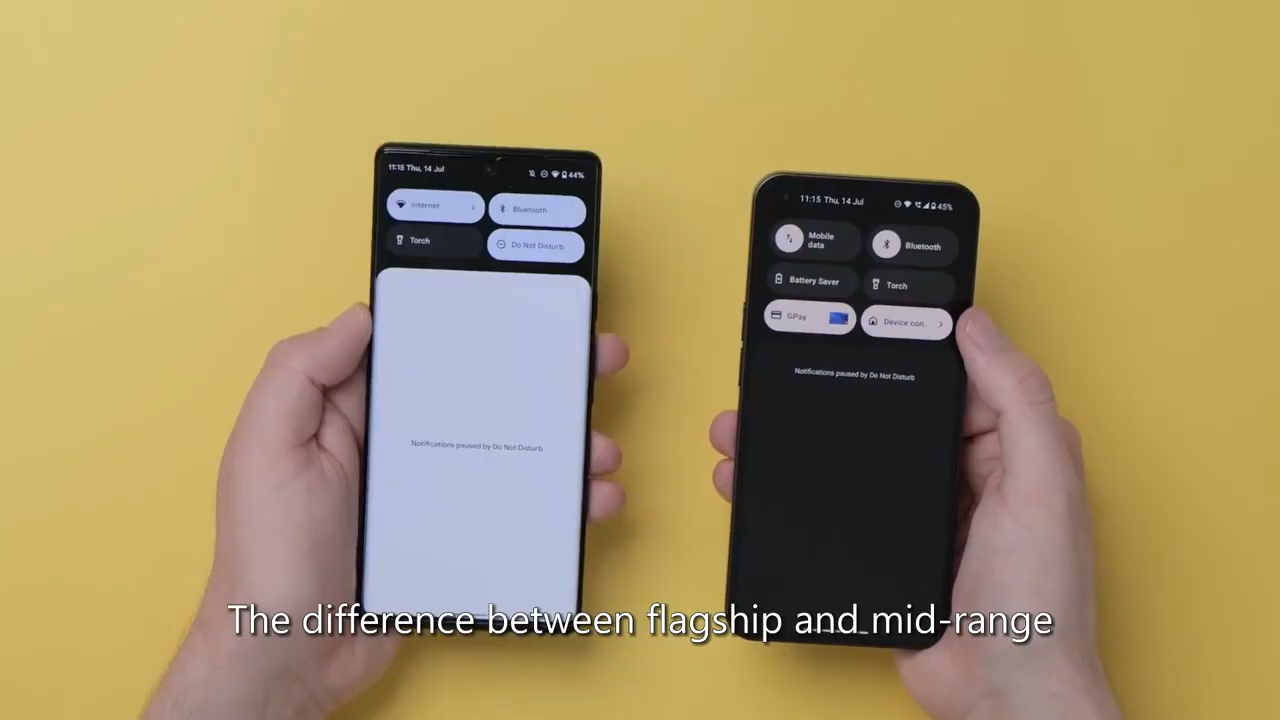 11:15 Thu, 14 Jul
44%
Internet
Bluetooth
Torch
Do Not Disturb
Notifications paused by Do Not Disturb
11:15 Thu, 14 Jul
45%
Mobile
data
Bluetooth
Battery Saver
Torch
GPay
Device con..
Notifications paused by Do Not Disturb
The difference between flagship and mid-range